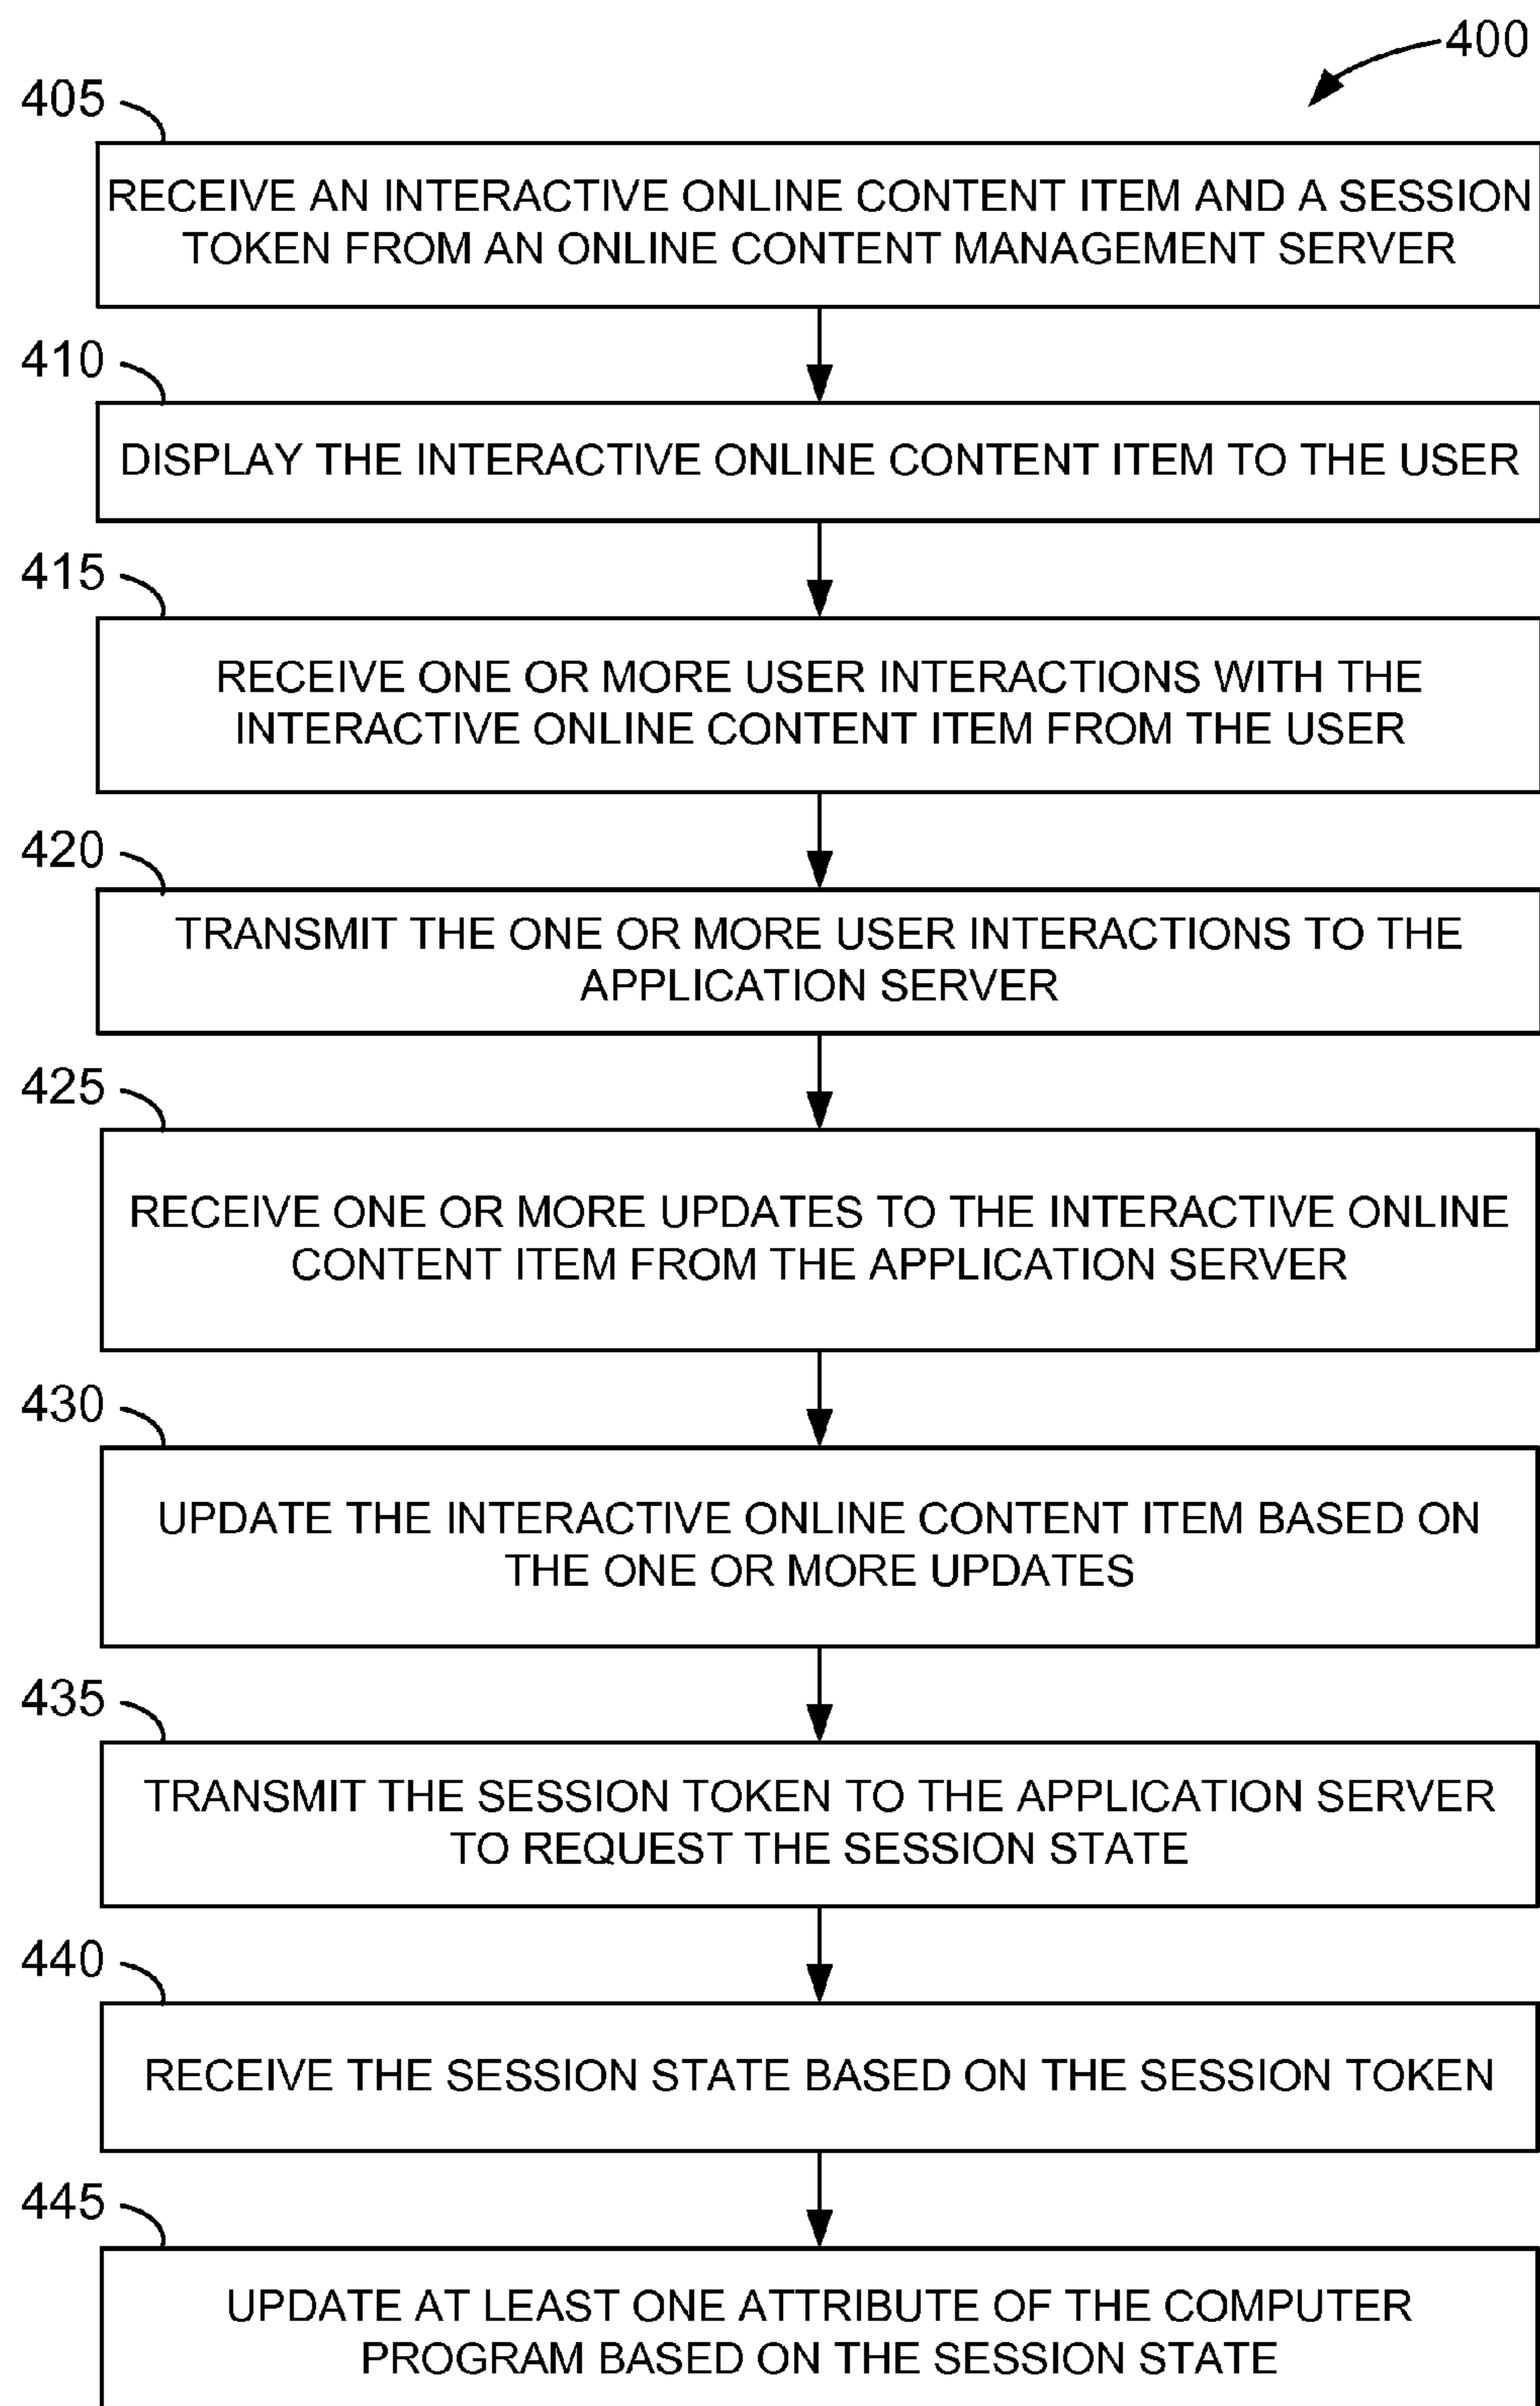 400
405
RECEIVE AN INTERACTIVE ONLINE CONTENT ITEM AND A SESSION
TOKEN FROM AN ONLINE CONTENT MANAGEMENT SERVER
410
DISPLAY THE INTERACTIVE ONLINE CONTENT ITEM TO THE USER
415
RECEIVE ONE OR MORE USER INTERACTIONS WITH THE
INTERACTIVE ONLINE CONTENT ITEM FROM THE USER
420
TRANSMIT THE ONE OR MORE USER INTERACTIONS TO THE
APPLICATION SERVER
425
RECEIVE ONE OR MORE UPDATES TO THE INTERACTIVE ONLINE
CONTENT ITEM FROM THE APPLICATION SERVER
430
UPDATE THE INTERACTIVE ONLINE CONTENT ITEM BASED ON
THE ONE OR MORE UPDATES
435
TRANSMIT THE SESSION TOKEN TO THE APPLICATION SERVER
TO REQUEST THE SESSION STATE
440
RECEIVE THE SESSION STATE BASED ON THE SESSION TOKEN
445
UPDATE AT LEAST ONE ATTRIBUTE OF THE COMPUTER
PROGRAM BASED ON THE SESSION STATE